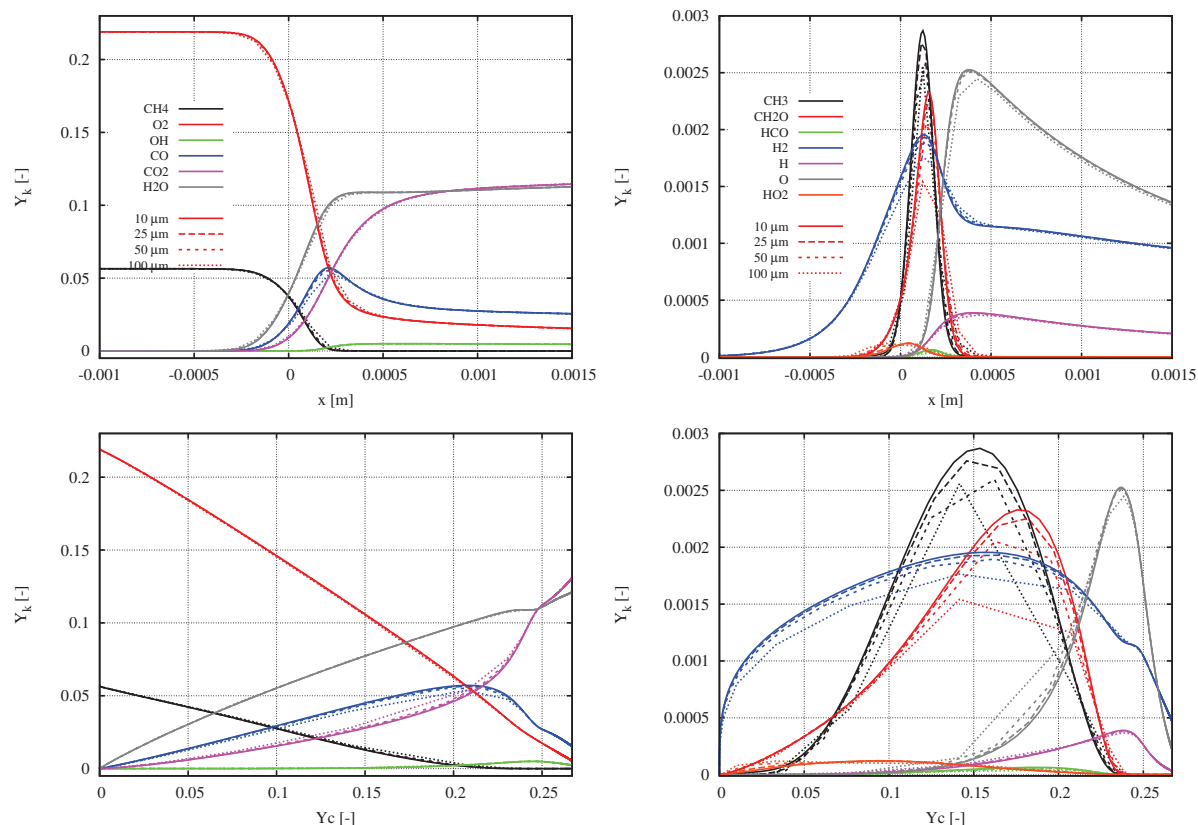 0.2
0.15
0.1
0.05
0
Y_k [-]
-0.001
-0.0005
0
0.0005
0.001
0.0015
x [m]
CH4
O2
OH
CO
CO2
H2O
10 µm
25 µm
50 µm
100 µm
0.003
0.0025
0.002
0.0015
0.001
0.0005
0
Y_k [-]
-0.001
-0.0005
0
0.0005
0.001
0.0015
x [m]
CH3
CH2O
HCO
H2
H
O
HO2
10 µm
25 µm
50 µm
100 µm
0.2
0.15
0.1
0.05
0
Y_k [-]
0
0.05
0.1
0.15
0.2
0.25
Yc [-]
0.003
0.0025
0.002
0.0015
0.001
0.0005
0
Y_k [-]
0
0.05
0.1
0.15
0.2
0.25
Yc [-]